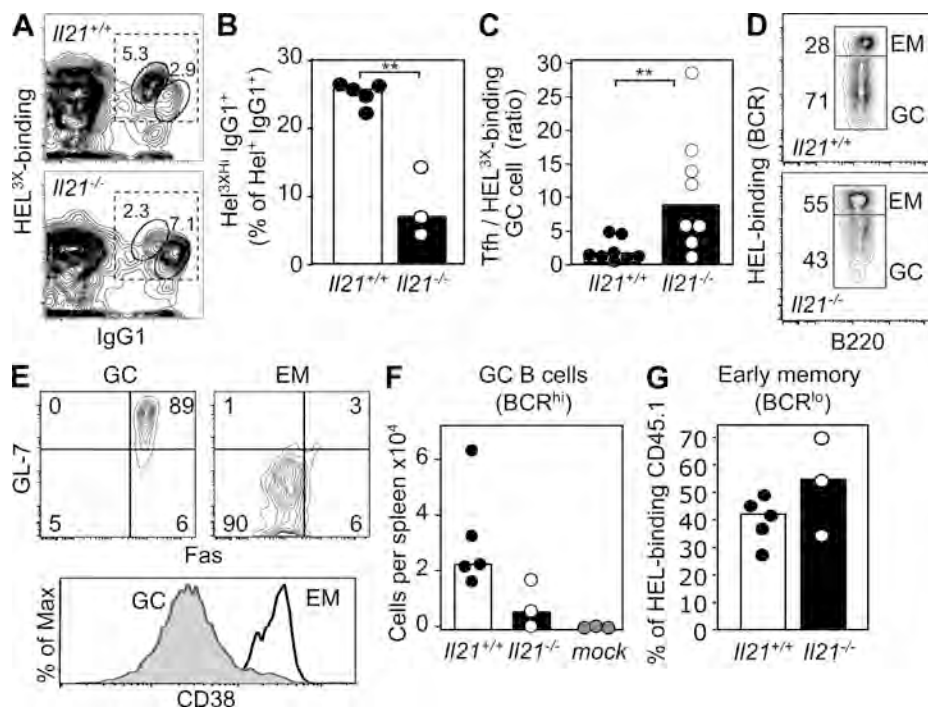 A
Il21+/+
5.3
2.9
Il21-/-
2.3
7.1
HEL3X-binding
IgG1
B
Hel3XHi IgG1+
(% of Hel+ IgG1+)
30
20
10
0
**
Il21+/+ Il21-/-
C
Tfh / HEL3X-binding
GC cell (ratio)
30
25
20
15
10
5
0
**
Il21+/+ Il21-/-
D
HEL-binding (BCR)
28
EM
71
GC
Il21+/+
55
EM
43
GC
Il21-/-
B220
E
GC
EM
0
89
1
3
5
6
90
6
GL-7
Fas
% of Max
GC
EM
CD38
F
GC B cells
(BCRhi)
Cells per spleen x10^4
6
4
2
0
Il21+/+ Il21-/- mock
G
Early memory
(BCRlo)
% of HEL-binding CD45.1
70
60
50
40
30
20
10
0
Il21+/+ Il21-/-